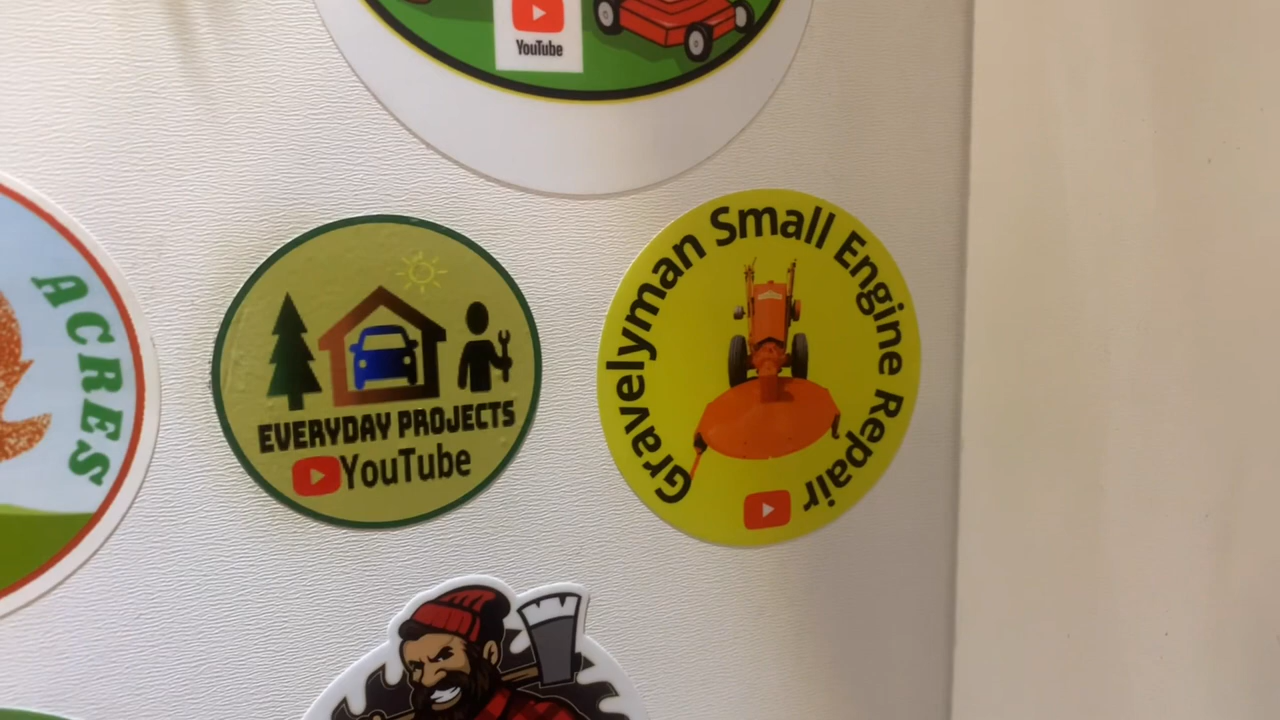 YouTube
ACRES
EVERYDAY PROJECTS
YouTube
Gravelyman Small Engine Repair